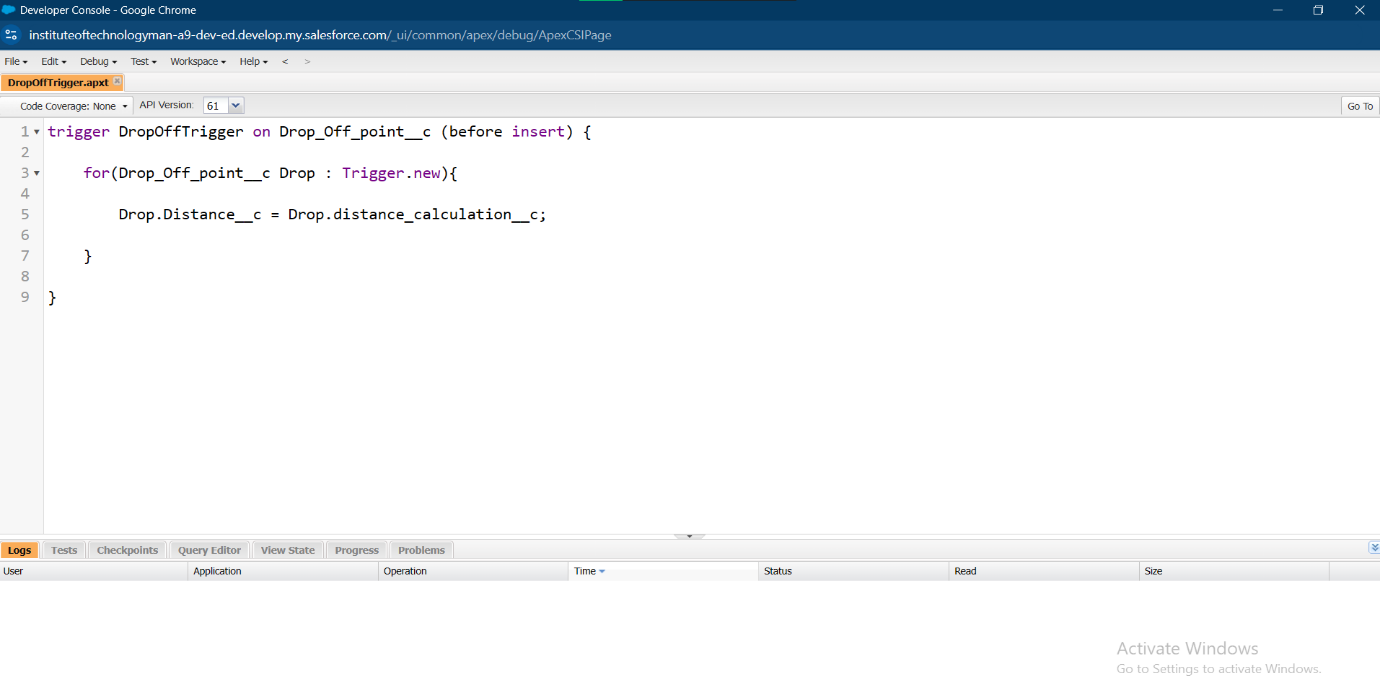 Developer Console - Google Chrome
instituteoftechnologyman-a9-dev-ed.develop.my.salesforce.com/_ui/common/apex/debug/ApexCSIPage
File Edit Debug Test Workspace Help < >
DropOffTrigger.apxt
Code Coverage: None API Version: 61 Go To
1 trigger DropOffTrigger on Drop_Off_point__c (before insert) {
2
3 for(Drop_Off_point__c Drop : Trigger.new){
4
5 Drop.Distance__c = Drop.distance_calculation__c;
6
7 }
8
9 }
Logs Tests Checkpoints Query Editor View State Progress Problems
User Application Operation Time Status Read Size
Activate Windows
Go to Settings to activate Windows.